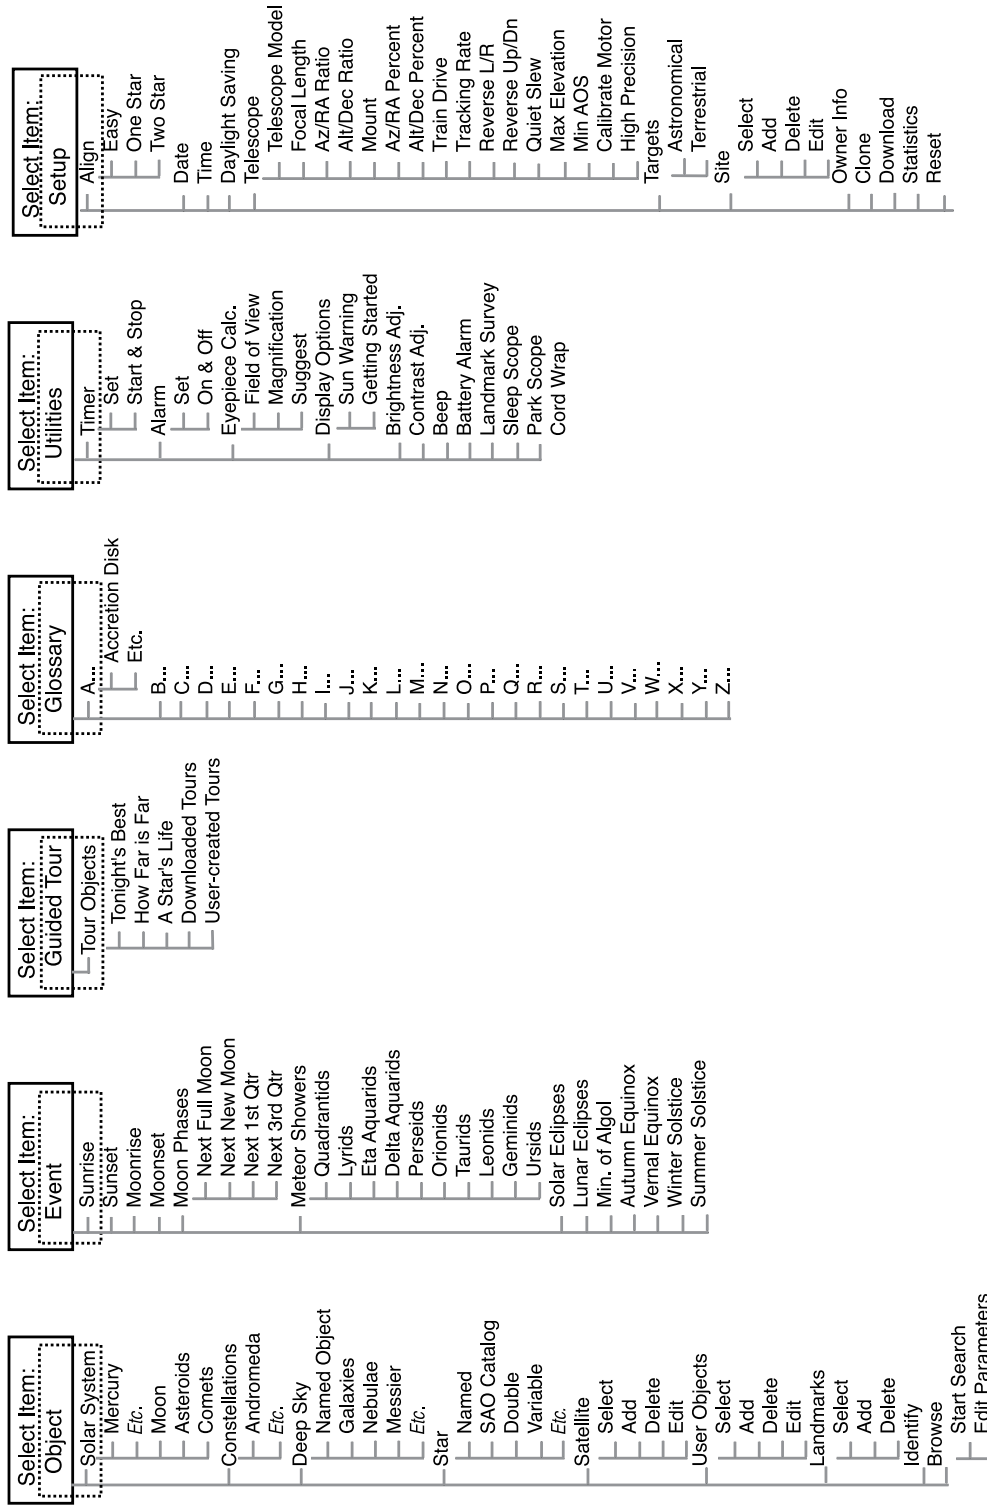 Select Item:
Object
Solar System
Mercury
Etc.
Moon
Asteroids
Comets
Constellations
Andromeda
Etc.
Deep Sky
Named Object
Galaxies
Nebulae
Messier
Etc.
Star
Named
SAO Catalog
Double
Variable
Etc.
Satellite
Select
Add
Delete
Edit
User Objects
Select
Add
Delete
Edit
Landmarks
Select
Add
Delete
Identify
Browse
Start Search
Edit Parameters
Select Item:
Event
Sunrise
Sunset
Moonrise
Moonset
Moon Phases
Next Full Moon
Next New Moon
Next 1st Qtr
Next 3rd Qtr
Meteor Showers
Quadrantids
Lyrids
Eta Aquarids
Delta Aquarids
Perseids
Orionids
Taurids
Leonids
Geminids
Ursids
Solar Eclipses
Lunar Eclipses
Min. of Algol
Autumn Equinox
Vernal Equinox
Winter Solstice
Summer Solstice
Select Item:
Guided Tour
Tour Objects
Tonight's Best
How Far is Far
A Star's Life
Downloaded Tours
User-created Tours
Select Item:
Glossary
A...
Accretion Disk
Etc.
B...
C...
D...
E...
F...
G...
H...
I...
J...
K...
L...
M...
N...
O...
P...
Q...
R...
S...
T...
U...
V...
W...
X...
Y...
Z...
Select Item:
Utilities
Timer
Set
Start & Stop
Alarm
Set
On & Off
Eyepiece Calc.
Field of View
Magnification
Suggest
Display Options
Sun Warning
Getting Started
Brightness Adj.
Contrast Adj.
Beep
Battery Alarm
Landmark Survey
Sleep Scope
Park Scope
Cord Wrap
Select Item:
Setup
Align
Easy
One Star
Two Star
Date
Time
Daylight Saving
Telescope
Telescope Model
Focal Length
Az/RA Ratio
Alt/Dec Ratio
Mount
Az/RA Percent
Alt/Dec Percent
Train Drive
Tracking Rate
Reverse L/R
Reverse Up/Dn
Quiet Slew
Max Elevation
Min AOS
Calibrate Motor
High Precision
Targets
Astronomical
Terrestrial
Site
Select
Add
Delete
Edit
Owner Info
Clone
Download
Statistics
Reset